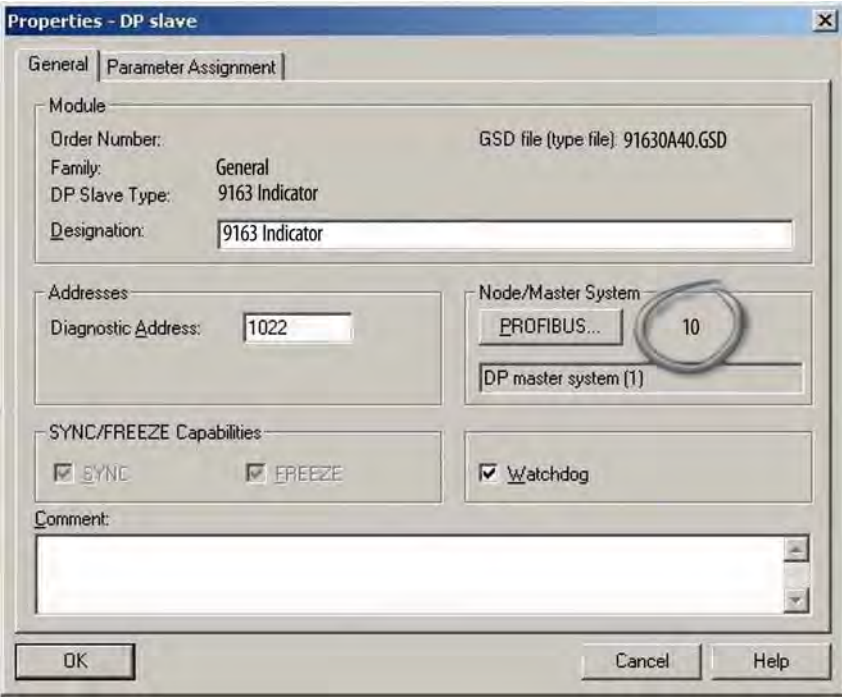 Properties - DP slave
General
Parameter Assignment
Module
Order Number:
GSD file (type file) 91630A40.GSD
Family: General
DP Slave Type: 9163 Indicator
Designation: 9163 Indicator
Addresses
Diagnostic Address: 1022
Node/Master System
PROFIBUS... 10
DP master system (1)
SYNC/FREEZE Capabilities
SYNC
FREEZE
Watchdog
Comment:
OK
Cancel
Help